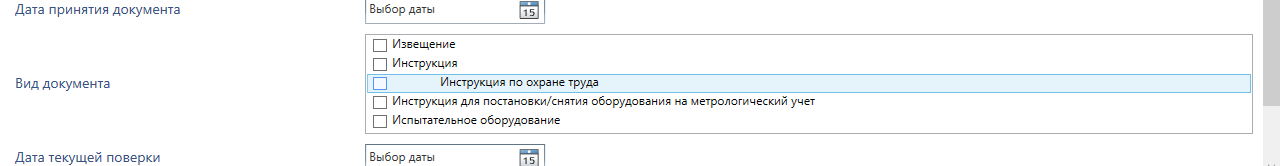 Дата принятия документа
Выбор даты
15
Вид документа
Извещение
Инструкция
Инструкция по охране труда
Инструкция для постановки/снятия оборудования на метрологический учет
Испытательное оборудование
Дата текущей поверки
Выбор даты
15